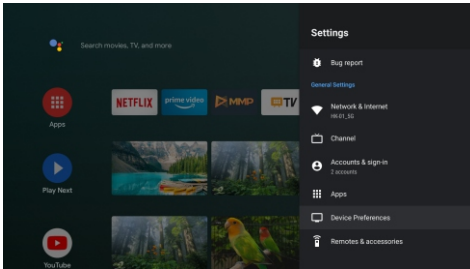 Settings
Search movies, TV, and more
Bug report
General Settings
NETFLIX
prime video
MMP
TV
Network & Internet
HK-01_5G
Apps
Channel
Accounts & sign-in
2 accounts
Play Next
Apps
Device Preferences
Remotes & accessories
YouTube